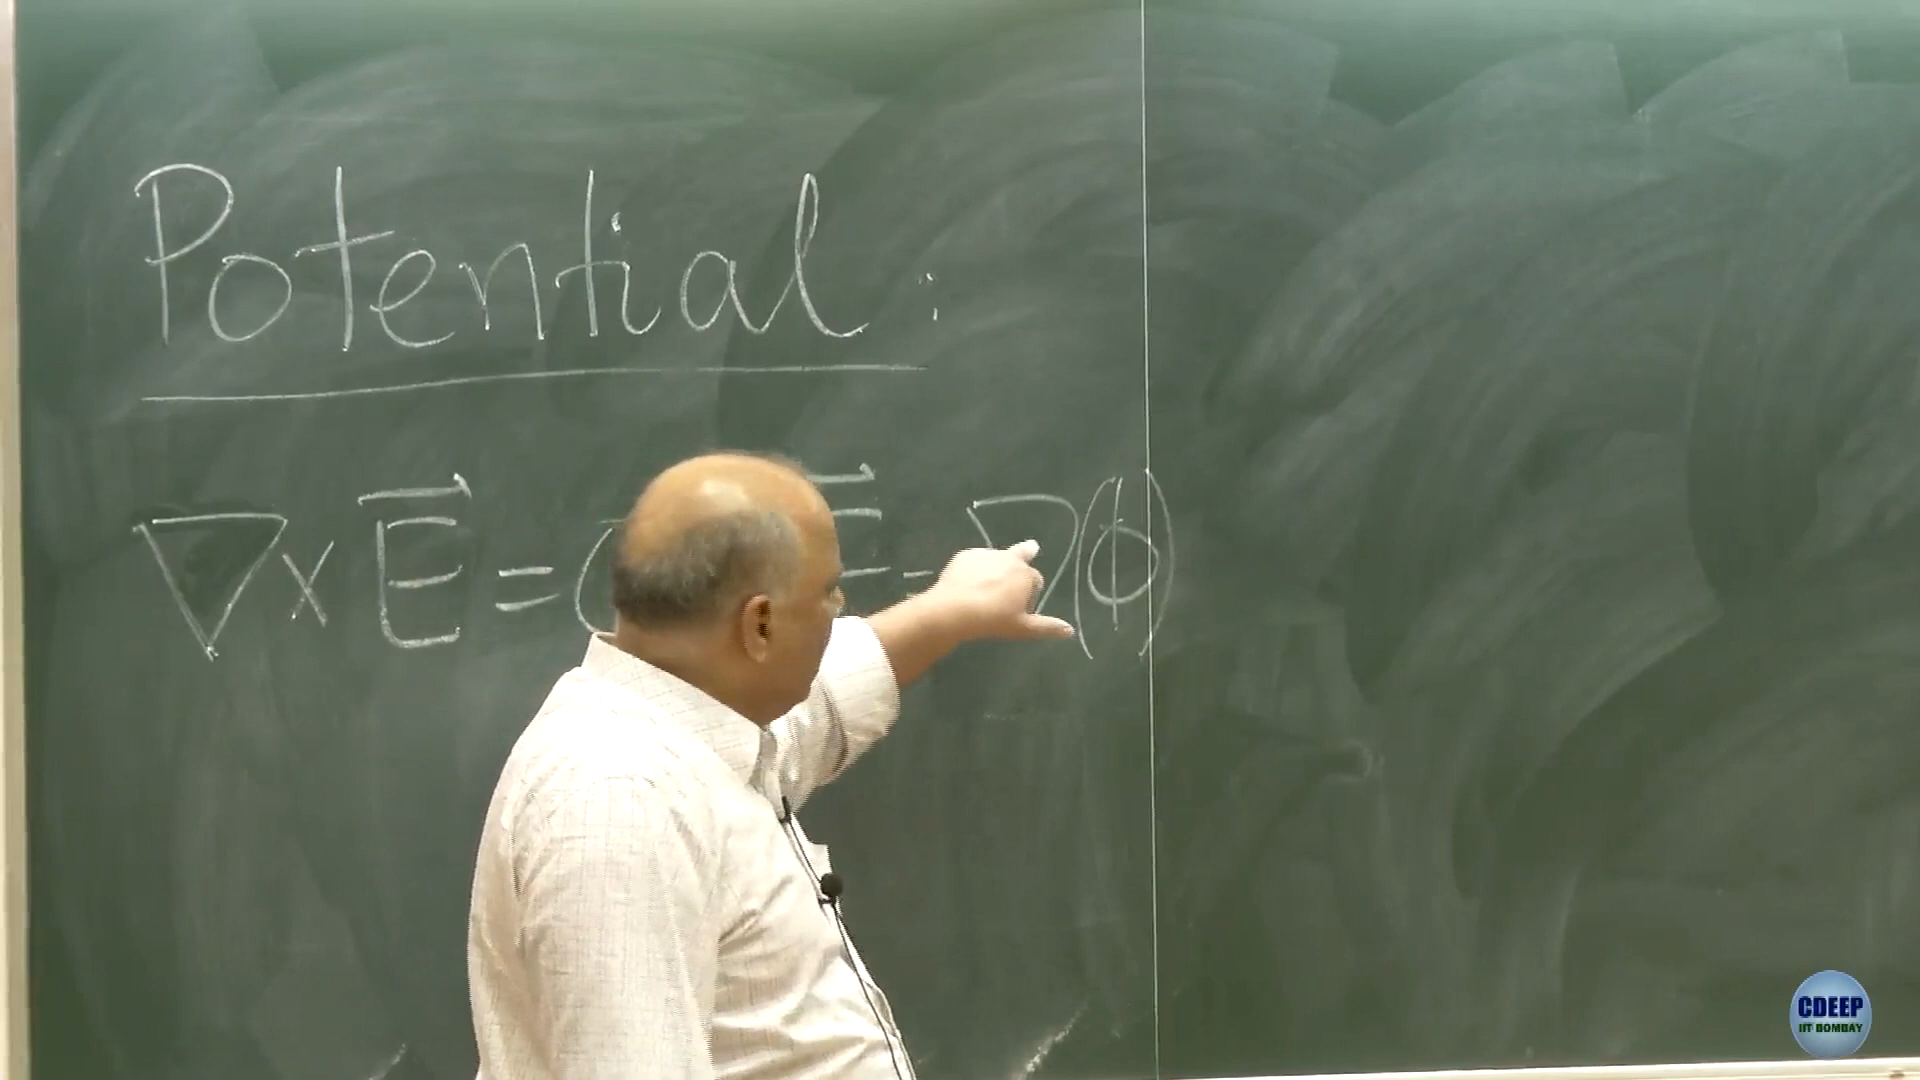 Potential :
∇ × E⃗ = 0 E⃗ = - ∇(ϕ)
CDEEP
IIT BOMBAY